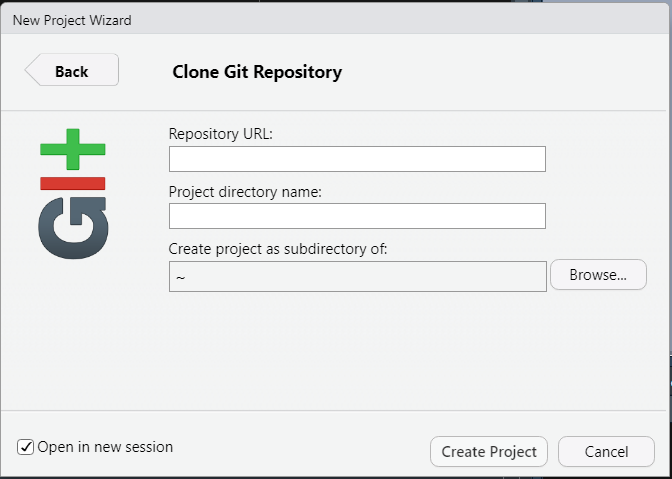 New Project Wizard
Back
Clone Git Repository
GIT
Repository URL:
Project directory name:
Create project as subdirectory of:
~
Browse...
Open in new session
Create Project
Cancel